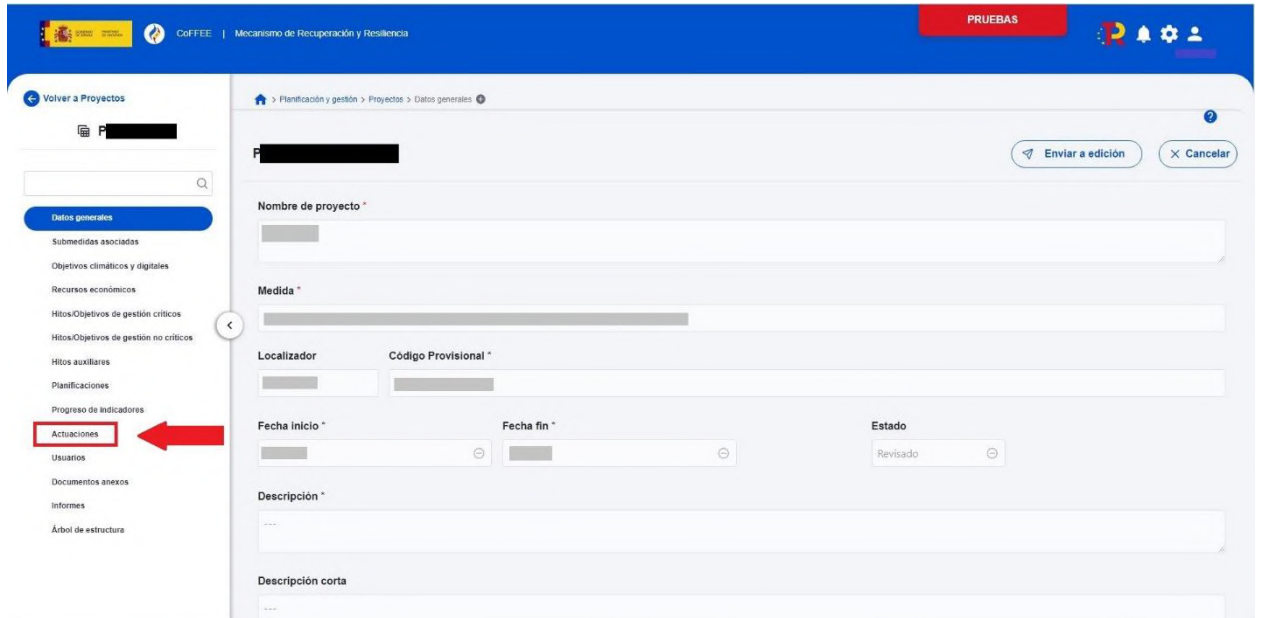 PRUEBAS
CoFFEE | Mecanismo de Recuperación y Resiliencia
Volver a Proyectos
> Planificación y gestión > Proyectos > Datos generales
P
P
Enviar a edición
Cancelar
Datos generales
Submedidas asociadas
Objetivos climáticos y digitales
Recursos económicos
Hitos/Objetivos de gestión críticos
Hitos/Objetivos de gestión no críticos
Hitos auxiliares
Planificaciones
Progreso de indicadores
Actuaciones
Usuarios
Documentos anexos
Informes
Árbol de estructura
Nombre de proyecto *
Medida *
Localizador
Código Provisional *
Fecha inicio *
Fecha fin *
Estado
Revisado
Descripción *
---
Descripción corta
---